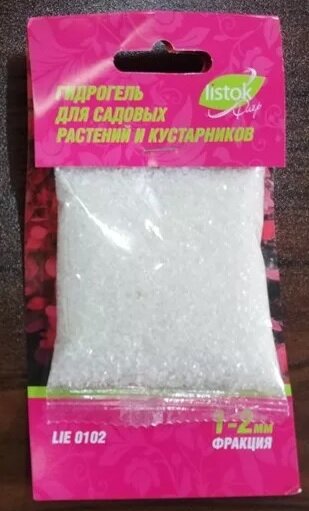 listok
ГИДРОГЕЛЬ
ДЛЯ САДОВЫХ
РАСТЕНИЙ И КУСТАРНИКОВ
1-2мм
ФРАКЦИЯ
LIE 0102